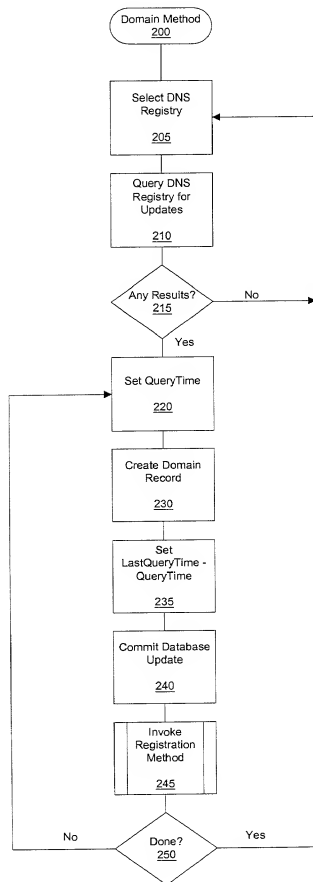 Domain Method
200
Select DNS
Registry
205
Query DNS
Registry for
Updates
210
Any Results?
215
No
Yes
Set QueryTime
220
Create Domain
Record
230
Set
LastQueryTime -
QueryTime
235
Commit Database
Update
240
Invoke
Registration
Method
245
No
Done?
250
Yes